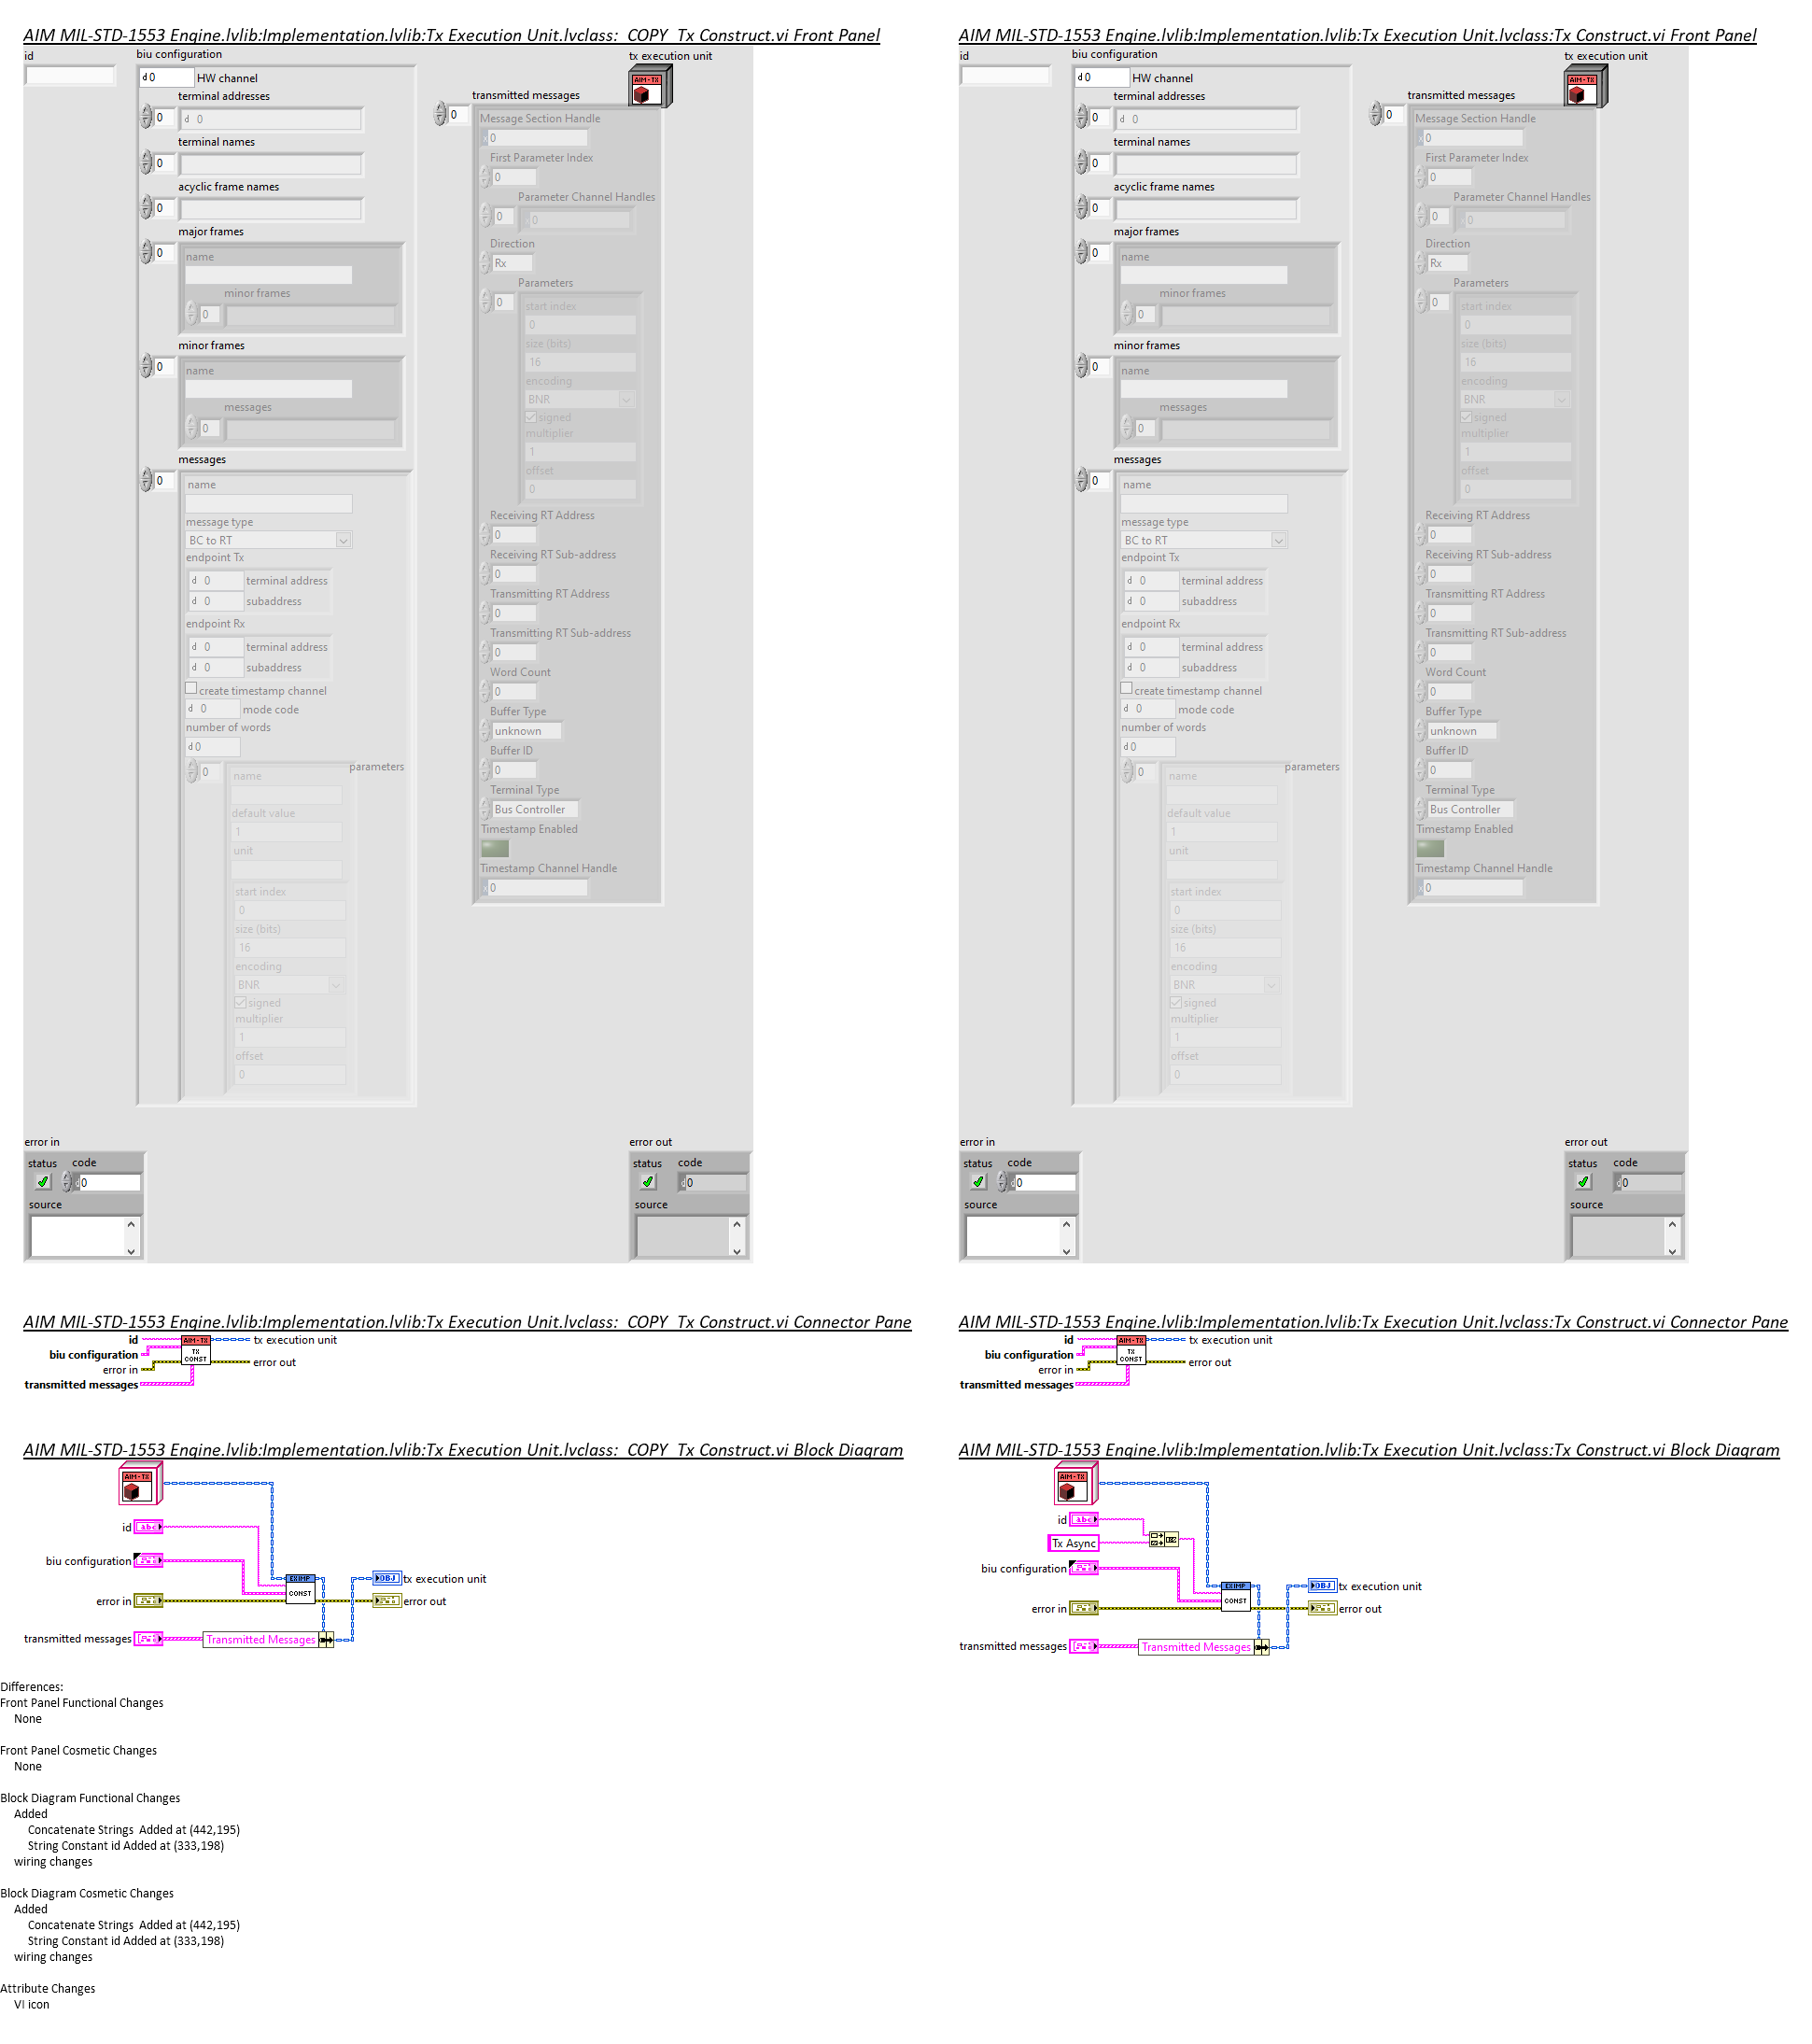 AIM MIL-STD-1553 Engine.lvlib:Implementation.lvlib:Tx Execution Unit.lvclass:_COPY_Tx Construct.vi Front Panel
id
biu configuration
d 0 HW channel
terminal addresses
0 d 0
terminal names
0
acyclic frame names
0
major frames
0
name
minor frames
0
minor frames
0
name
messages
0
messages
0
name
message type
BC to RT
endpoint Tx
d 0 terminal address
d 0 subaddress
endpoint Rx
d 0 terminal address
d 0 subaddress
create timestamp channel
d 0 mode code
number of words
d 0
0 parameters
name
default value
1
unit
start index
0
size (bits)
16
encoding
BNR
signed
multiplier
1
offset
0
tx execution unit
AIM-TX
transmitted messages
0
Message Section Handle
x 0
First Parameter Index
0
Parameter Channel Handles
0 x 0
Direction
Rx
Parameters
0
start index
0
size (bits)
16
encoding
BNR
signed
multiplier
1
offset
0
Receiving RT Address
0
Receiving RT Sub-address
0
Transmitting RT Address
0
Transmitting RT Sub-address
0
Word Count
0
Buffer Type
unknown
Buffer ID
0
Terminal Type
Bus Controller
Timestamp Enabled
Timestamp Channel Handle
x 0
error in
status code
d 0
source
error out
status code
d 0
source
AIM MIL-STD-1553 Engine.lvlib:Implementation.lvlib:Tx Execution Unit.lvclass:Tx Construct.vi Front Panel
id
biu configuration
d 0 HW channel
terminal addresses
0 d 0
terminal names
0
acyclic frame names
0
major frames
0
name
minor frames
0
minor frames
0
name
messages
0
messages
0
name
message type
BC to RT
endpoint Tx
d 0 terminal address
d 0 subaddress
endpoint Rx
d 0 terminal address
d 0 subaddress
create timestamp channel
d 0 mode code
number of words
d 0
0 parameters
name
default value
1
unit
start index
0
size (bits)
16
encoding
BNR
signed
multiplier
1
offset
0
tx execution unit
AIM-TX
transmitted messages
0
Message Section Handle
x 0
First Parameter Index
0
Parameter Channel Handles
0 x 0
Direction
Rx
Parameters
0
start index
0
size (bits)
16
encoding
BNR
signed
multiplier
1
offset
0
Receiving RT Address
0
Receiving RT Sub-address
0
Transmitting RT Address
0
Transmitting RT Sub-address
0
Word Count
0
Buffer Type
unknown
Buffer ID
0
Terminal Type
Bus Controller
Timestamp Enabled
Timestamp Channel Handle
x 0
error in
status code
d 0
source
error out
status code
d 0
source
AIM MIL-STD-1553 Engine.lvlib:Implementation.lvlib:Tx Execution Unit.lvclass:_COPY_Tx Construct.vi Connector Pane
id
biu configuration
error in
transmitted messages
AIM-TX
TX
CONST
tx execution unit
error out
AIM MIL-STD-1553 Engine.lvlib:Implementation.lvlib:Tx Execution Unit.lvclass:Tx Construct.vi Connector Pane
id
biu configuration
error in
transmitted messages
AIM-TX
TX
CONST
tx execution unit
error out
AIM MIL-STD-1553 Engine.lvlib:Implementation.lvlib:Tx Execution Unit.lvclass:_COPY_Tx Construct.vi Block Diagram
AIM-TX
id abc
biu configuration
EXIMP
CONST
OBJ tx execution unit
error in
error out
transmitted messages
Transmitted Messages
AIM MIL-STD-1553 Engine.lvlib:Implementation.lvlib:Tx Execution Unit.lvclass:Tx Construct.vi Block Diagram
AIM-TX
id abc
Tx Async
biu configuration
EXIMP
CONST
OBJ tx execution unit
error in
error out
transmitted messages
Transmitted Messages
Differences:
Front Panel Functional Changes
None
Front Panel Cosmetic Changes
None
Block Diagram Functional Changes
Added
Concatenate Strings  Added at (442,195)
String Constant id Added at (333,198)
wiring changes
Block Diagram Cosmetic Changes
Added
Concatenate Strings  Added at (442,195)
String Constant id Added at (333,198)
wiring changes
Attribute Changes
VI icon